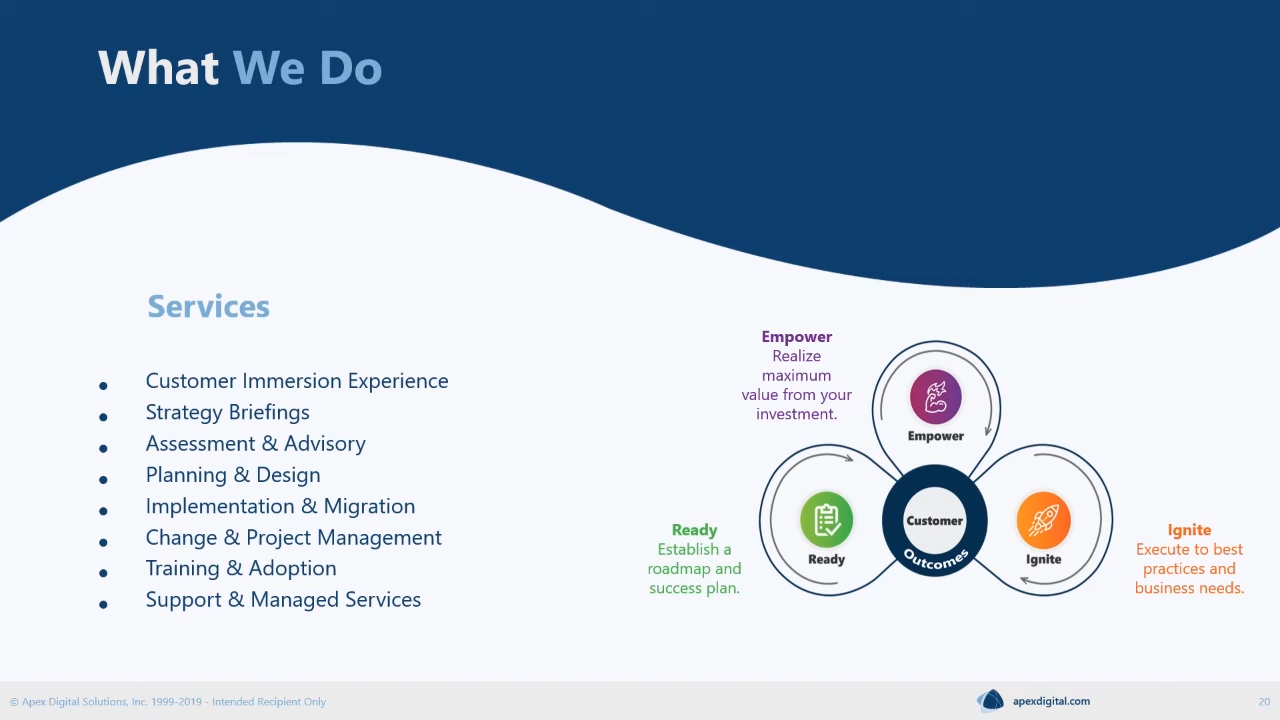 What We Do
Services
• Customer Immersion Experience
• Strategy Briefings
• Assessment & Advisory
• Planning & Design
• Implementation & Migration
• Change & Project Management
• Training & Adoption
• Support & Managed Services
Empower
Realize
maximum
value from your
investment.
Empower
Ready
Establish a
roadmap and
success plan.
Ready
Customer
Outcomes
Ignite
Ignite
Execute to best
practices and
business needs.
© Apex Digital Solutions, Inc. 1999-2019 - Intended Recipient Only
apexdigital.com
20